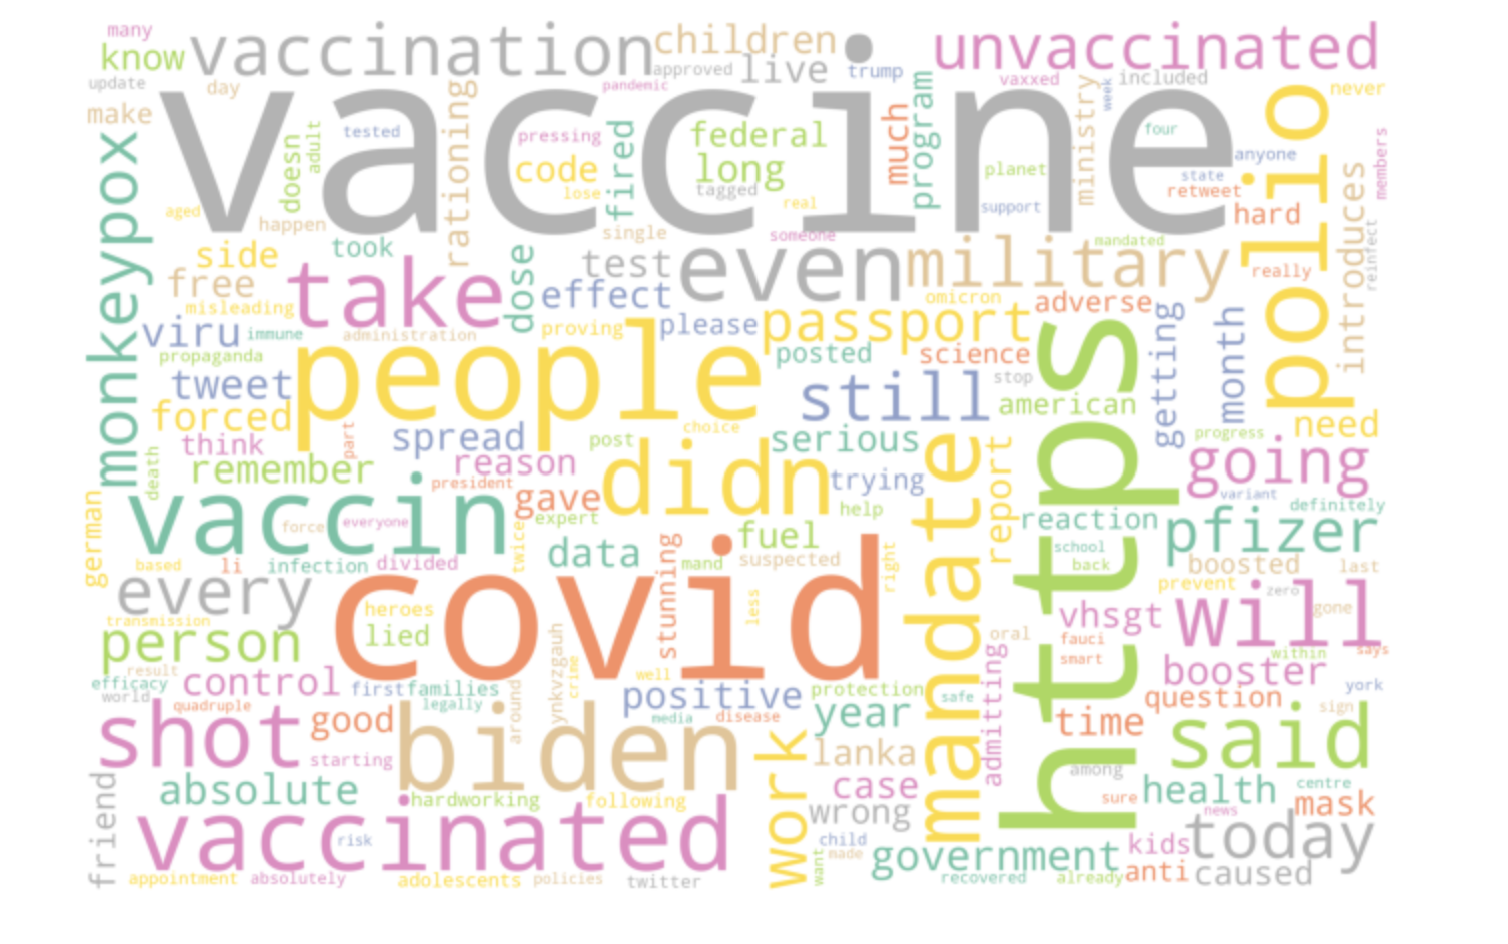 many
know
vaccination
children
unvaccinated
approved
live
trump
vaxxed
included
update
day
pandemic
week
never
make
vaccine
polio
monkeypox
doesn
adult
tested
rationing
pressing
fired
federal
much
program
ministry
four
anyone
members
code
long
planet
state
lose
tagged
retweet
introduces
aged
happen
real
support
hard
single
someone
mandated
reinfect
side
took
test
even
military
really
free
take
dose
effect
omicron
adverse
misleading
viru
immune
administration
proving
please
passport
getting
month
propaganda
people
posted
science
https
tweet
still
stop
forced
american
need
think
part
spread
post
choice
serious
progress
remember
reason
didn
mandate
report
going
death
president
gave
trying
variant
vaccin
german
force
everyone
expert
help
definitely
twice
fuel
reaction
pfizer
data
stunning
school
based
li
infection
divided
mand
suspected
right
back
boosted
last
every
covid
prevent
zero
heroes
less
vhsgt
will
gone
transmission
person
lied
oral
fauci
within
says
result
smart
efficacy
control
first
families
ynkvzgauh
crime
well
positive
protection
safe
admitting
booster
york
world
quadruple
legally
around
media
disease
year
question
sign
shot
good
biden
time
said
starting
work
lanka
among
absolute
case
health
centre
friend
hardworking
following
wrong
sure
news
mask
vaccinated
risk
child
made
kids
today
want
government
appointment
absolutely
adolescents
policies
twitter
recovered
already
anti
caused